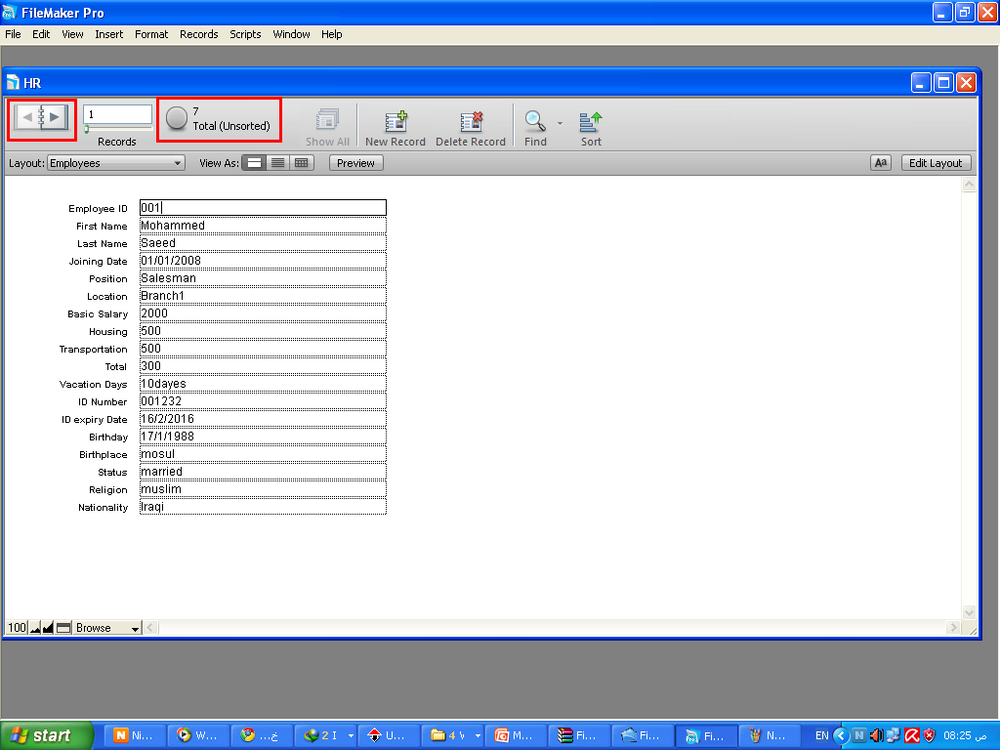 FileMaker Pro
File Edit View Insert Format Records Scripts Window Help
HR
1
Records
7
Total (Unsorted)
Show All New Record Delete Record Find Sort
Layout: Employees View As: Preview Aa Edit Layout
Employee ID 001
First Name Mohammed
Last Name Saeed
Joining Date 01/01/2008
Position Salesman
Location Branch1
Basic Salary 2000
Housing 500
Transportation 500
Total 300
Vacation Days 10dayes
ID Number 001232
ID expiry Date 16/2/2016
Birthday 17/1/1988
Birthplace mosul
Status married
Religion muslim
Nationality Iraqi
100 Browse
start N Ni... W... خ... 2 I 4 U... M... Fi... Fi... Fi... N... EN N 08:25 ص